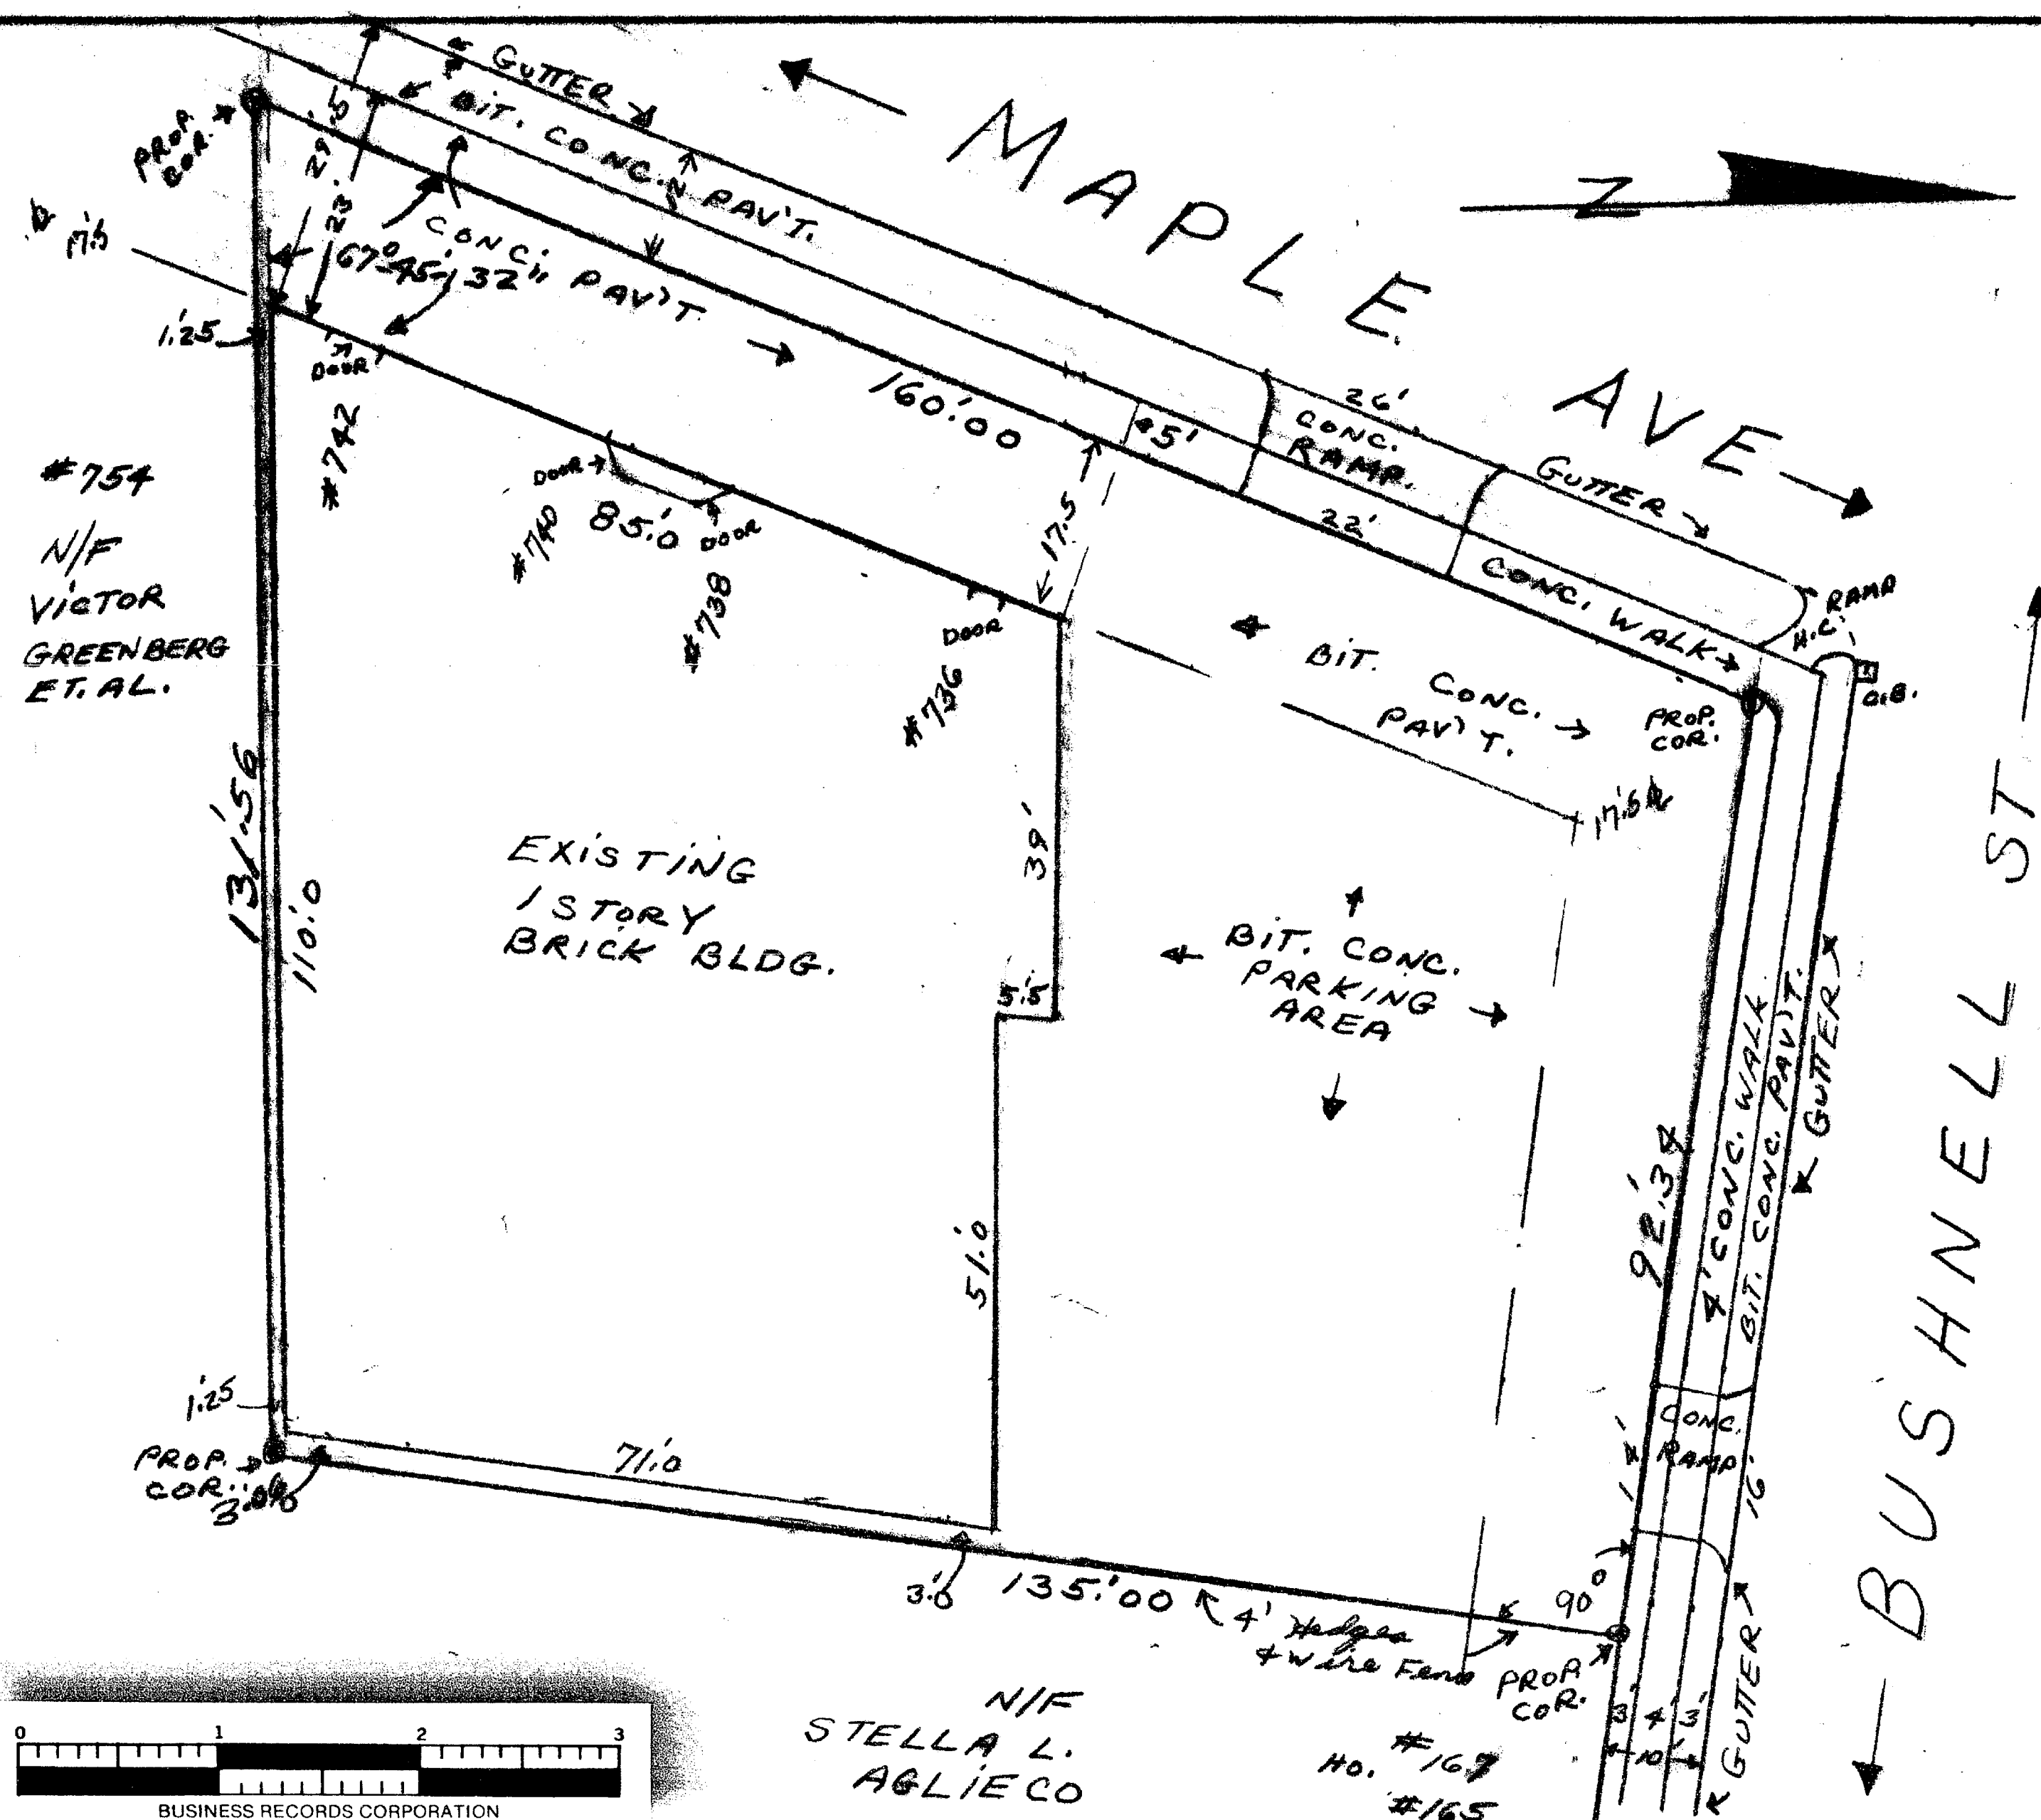 GUTTER
BIT. CONC. PAV'T.
MAPLE AVE
N
PROP.
COR.
29.'5
23.'
17.'5
CONC. PAV'T.
67°-45'-32"
1.'25
DOOR
#742
160.'00
45'
26'
CONC.
RAMP.
22'
GUTTER
CONC. WALK
RAMP
H.C.
C.B.
PROP.
COR.
#754
N/F
VICTOR
GREENBERG
ET. AL.
DOOR
#740
85.'0
DOOR
#738
DOOR
#736
17.5
BIT. CONC.
PAV'T.
17.'5
131.'56
110.'0
EXISTING
1 STORY
BRICK BLDG.
39'
5.'5
51.'0
BIT. CONC.
PARKING
AREA
92.'34
4' CONC. WALK
BIT. CONC. PAV'T.
GUTTER
BUSHNELL ST
1.'25
PROP.
COR.
3.'0
71.'0
3.'0
135.'00
4' Hedges
& wire Fence
90°
CONC.
RAMP
16'
PROP.
COR.
GUTTER
3' 4' 3'
10'
N/F
STELLA L.
AGLIECO
HO. #167
#165
0 1 2 3
BUSINESS RECORDS CORPORATION